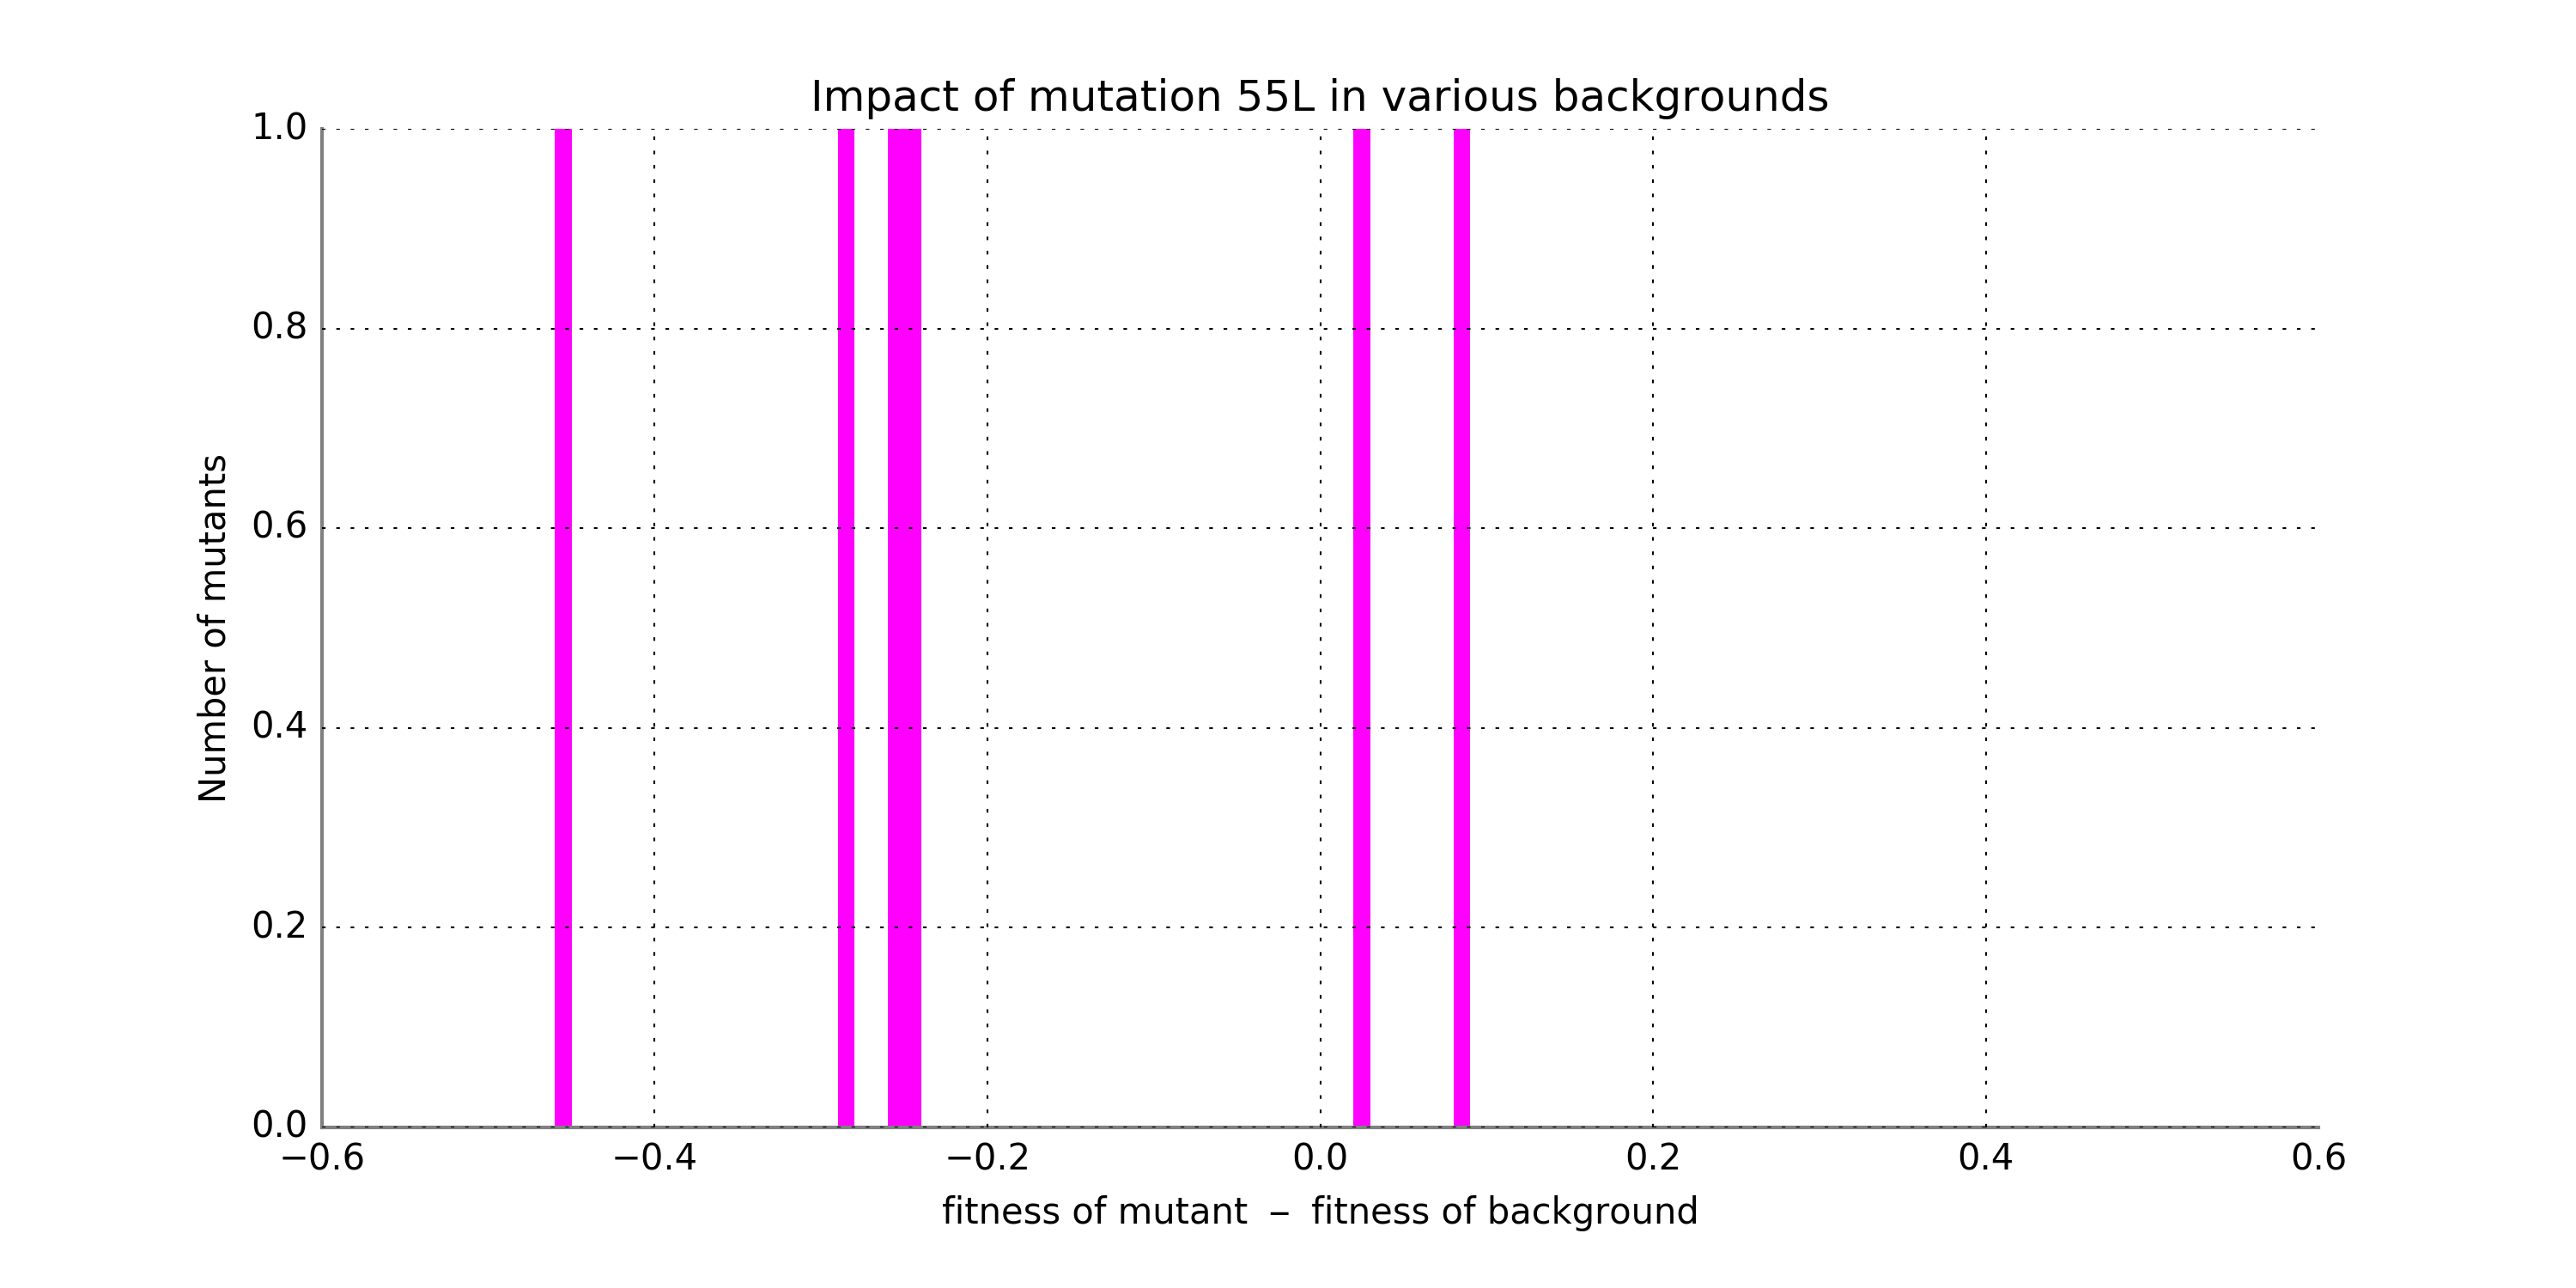 Impact of mutation 55L in various backgrounds
1.0
0.8
0.6
0.4
0.2
0.0
Number of mutants
−0.6 −0.4 −0.2 0.0 0.2 0.4 0.6
fitness of mutant − fitness of background